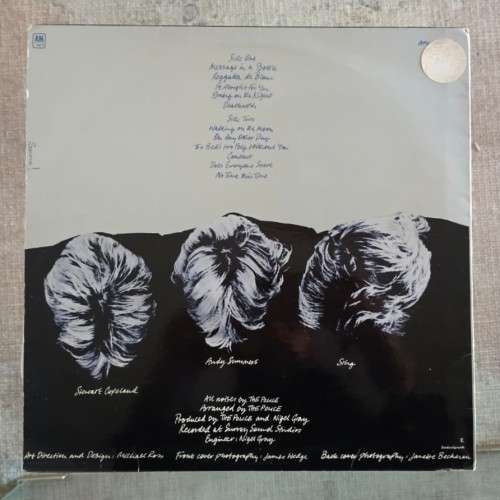 A&M
Side One
Message in a Bottle
Reggatta de Blanc
It's Alright For You
Bring on the Night
Deathwish
Side Two
Walking on the Moon
On Any Other Day
The Bed's too Big Without You
Contact
Does Everyone Stare
No Time This Time
Stewart Copeland
Andy Summers
Sting
All noises by THE POLICE
Arranged by THE POLICE
Produced by THE POLICE and Nigel Gray
Recorded at Surrey Sound Studios
Engineer: Nigel Gray
Art Direction and Design: Michael Ross
Front cover photography: James Wedge
Back cover photography: Janette Beckman